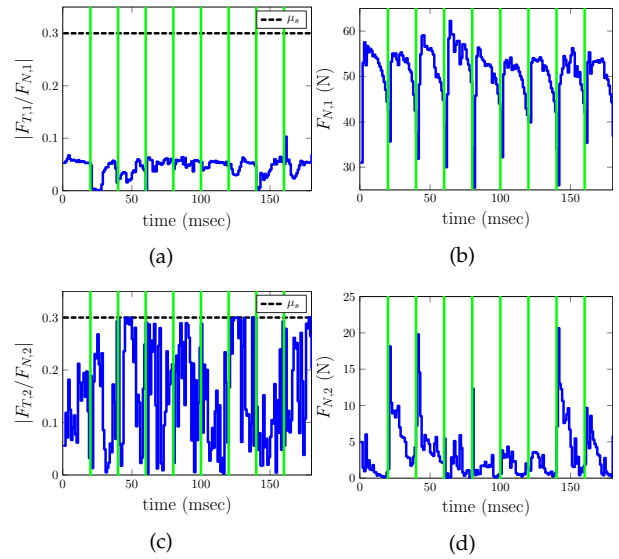 μ_s
0.3
0.2
0.1
0
0 50 100 150
|F_{T,1}/F_{N,1}|
time (msec)
(a)
60
50
40
30
0 50 100 150
F_{N,1} (N)
time (msec)
(b)
μ_s
0.3
0.2
0.1
0
0 50 100 150
|F_{T,2}/F_{N,2}|
time (msec)
(c)
25
20
15
10
5
0
0 50 100 150
F_{N,2} (N)
time (msec)
(d)